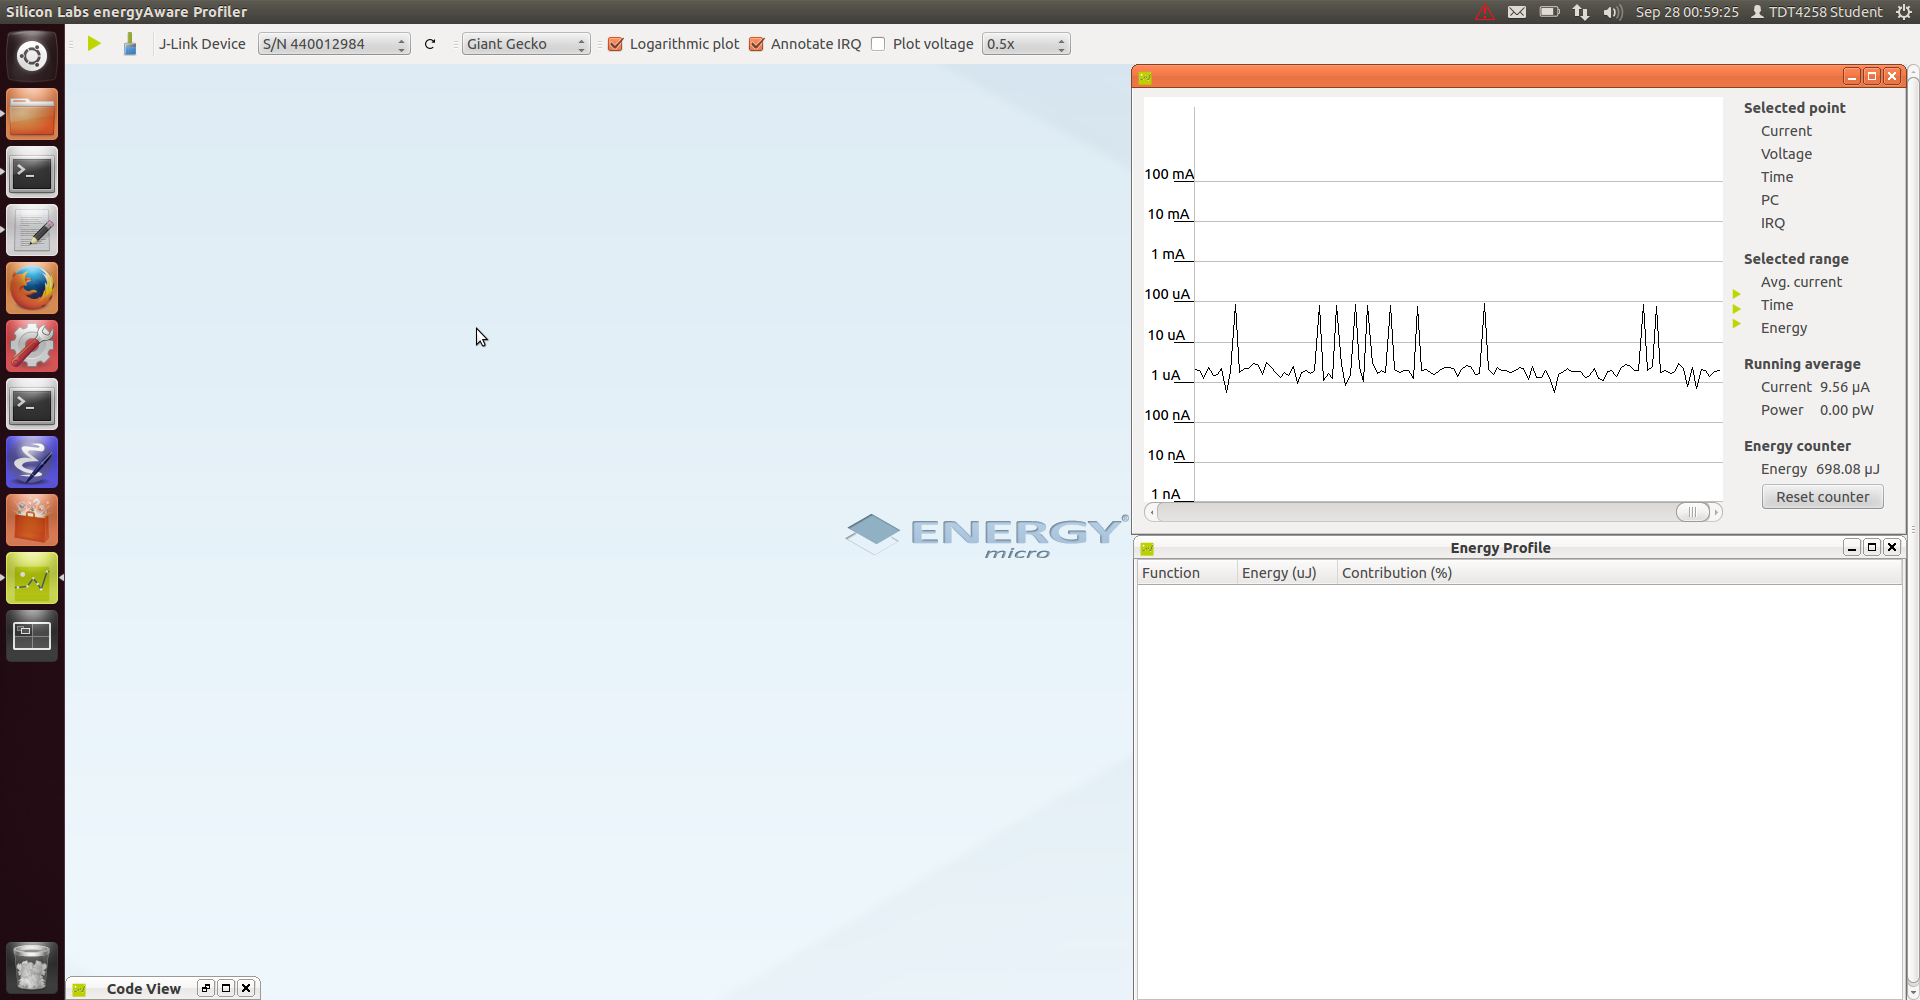 Silicon Labs energyAware Profiler
Sep 28 00:59:25 TDT4258 Student
J-Link Device S/N 440012984 Giant Gecko Logarithmic plot Annotate IRQ Plot voltage 0.5x
100 mA
10 mA
1 mA
100 uA
10 uA
1 uA
100 nA
10 nA
1 nA
Selected point
Current
Voltage
Time
PC
IRQ
Selected range
Avg. current
Time
Energy
Running average
Current 9.56 µA
Power 0.00 pW
Energy counter
Energy 698.08 µJ
Reset counter
ENERGY®
micro
Energy Profile
Function Energy (uJ) Contribution (%)
Code View